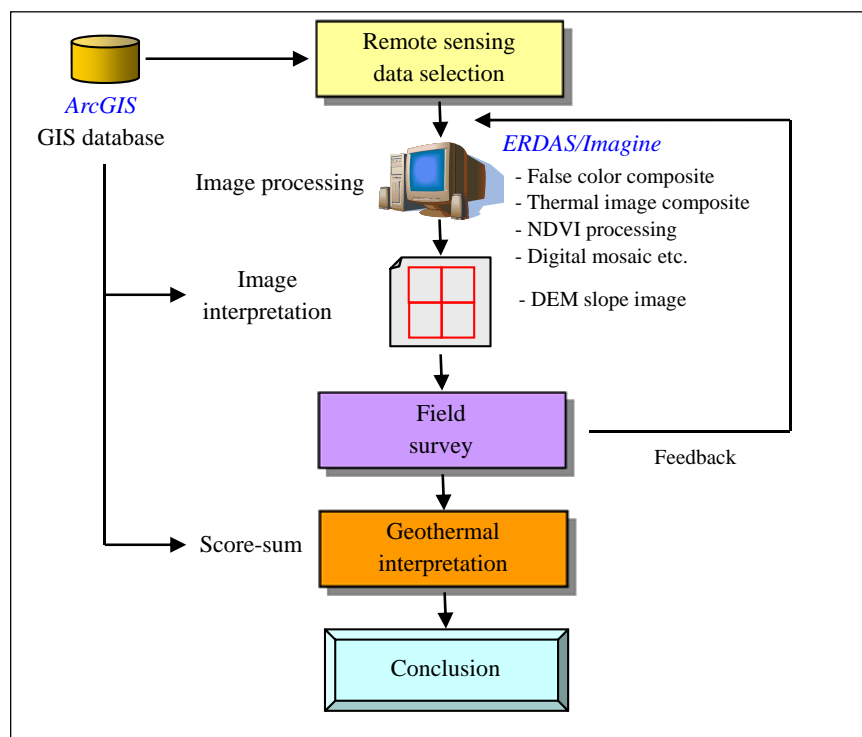 Remote sensing
data selection
ArcGIS
GIS database
ERDAS/Imagine
Image processing
- False color composite
- Thermal image composite
- NDVI processing
- Digital mosaic etc.
- DEM slope image
Image
interpretation
Field
survey
Feedback
Score-sum
Geothermal
interpretation
Conclusion